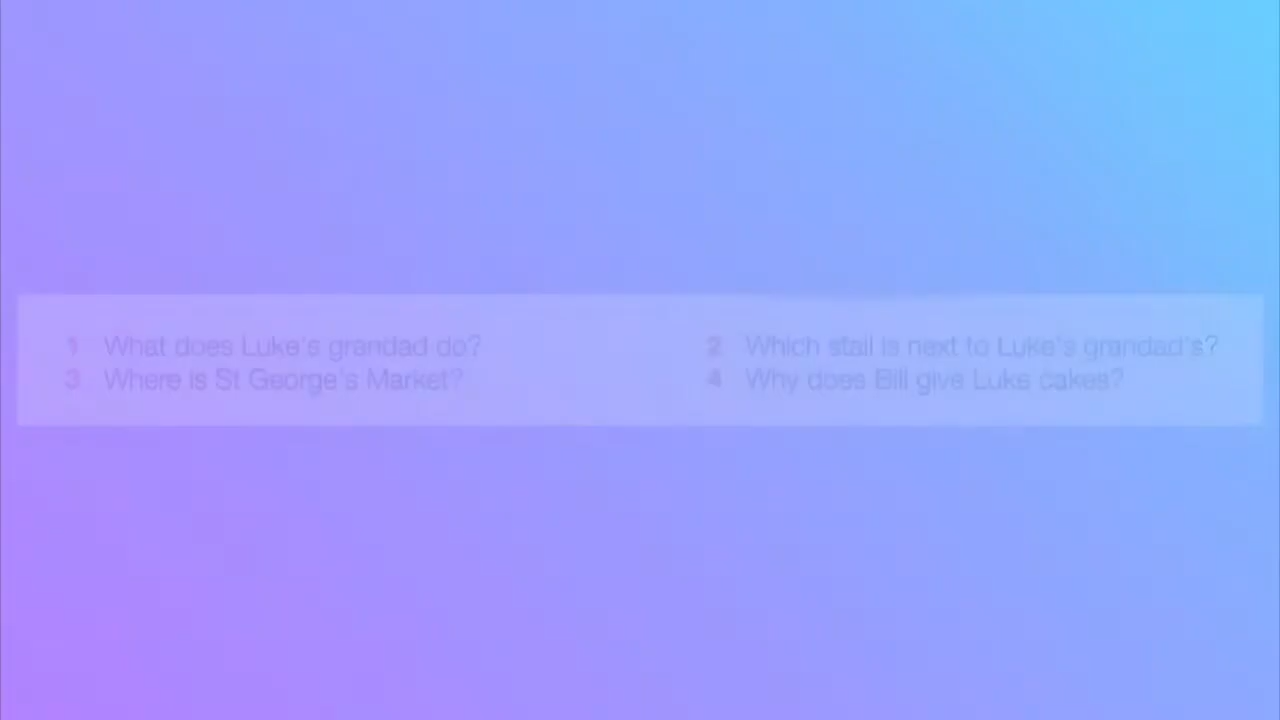 1 What does Luke's grandad do?
2 Which stall is next to Luke's grandad's?
3 Where is St George's Market?
4 Why does Bill give Luke cakes?